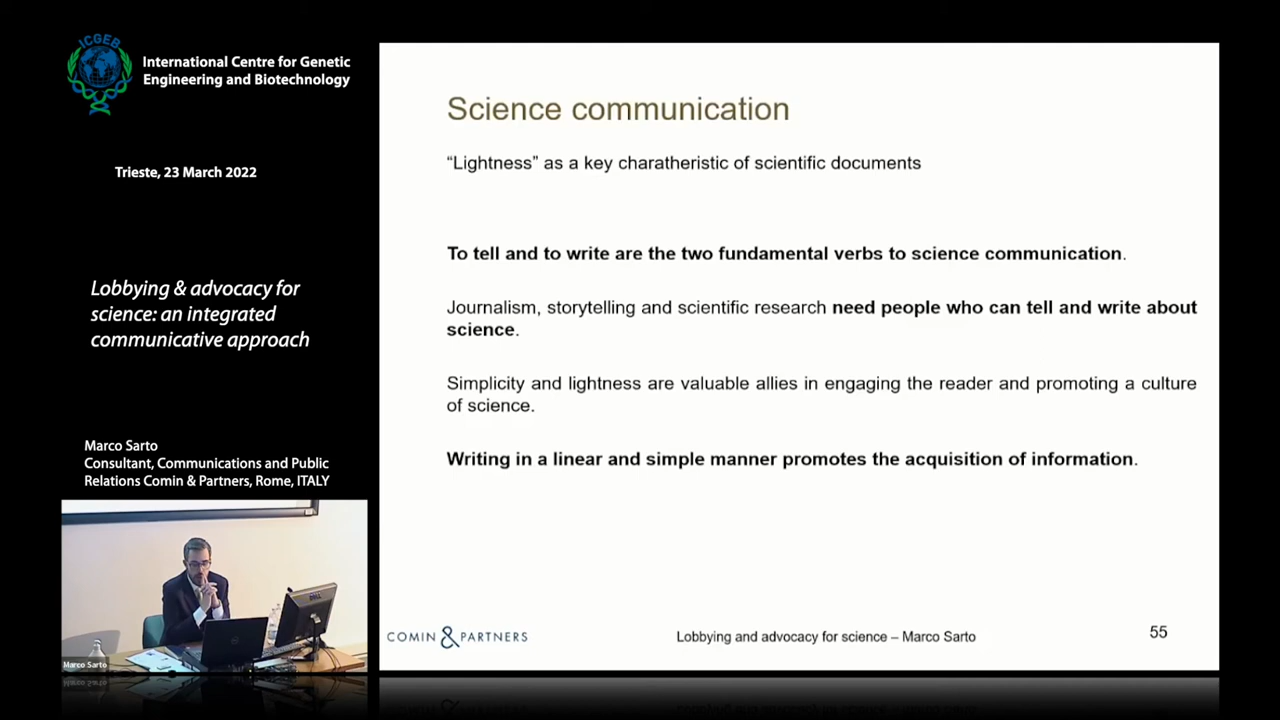 ICGEB
International Centre for Genetic
Engineering and Biotechnology
Trieste, 23 March 2022
Lobbying & advocacy for
science: an integrated
communicative approach
Marco Sarto
Consultant, Communications and Public
Relations Comin & Partners, Rome, ITALY
DELL
Marco Sarto
Science communication
“Lightness” as a key charatheristic of scientific documents
To tell and to write are the two fundamental verbs to science communication.
Journalism, storytelling and scientific research need people who can tell and write about
science.
Simplicity and lightness are valuable allies in engaging the reader and promoting a culture
of science.
Writing in a linear and simple manner promotes the acquisition of information.
COMIN & PARTNERS
Lobbying and advocacy for science – Marco Sarto
55